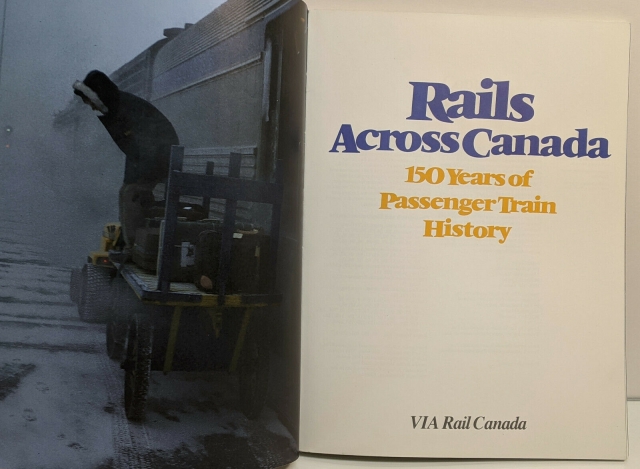 Rails
Across Canada
150 Years of
Passenger Train
History
VIA Rail Canada